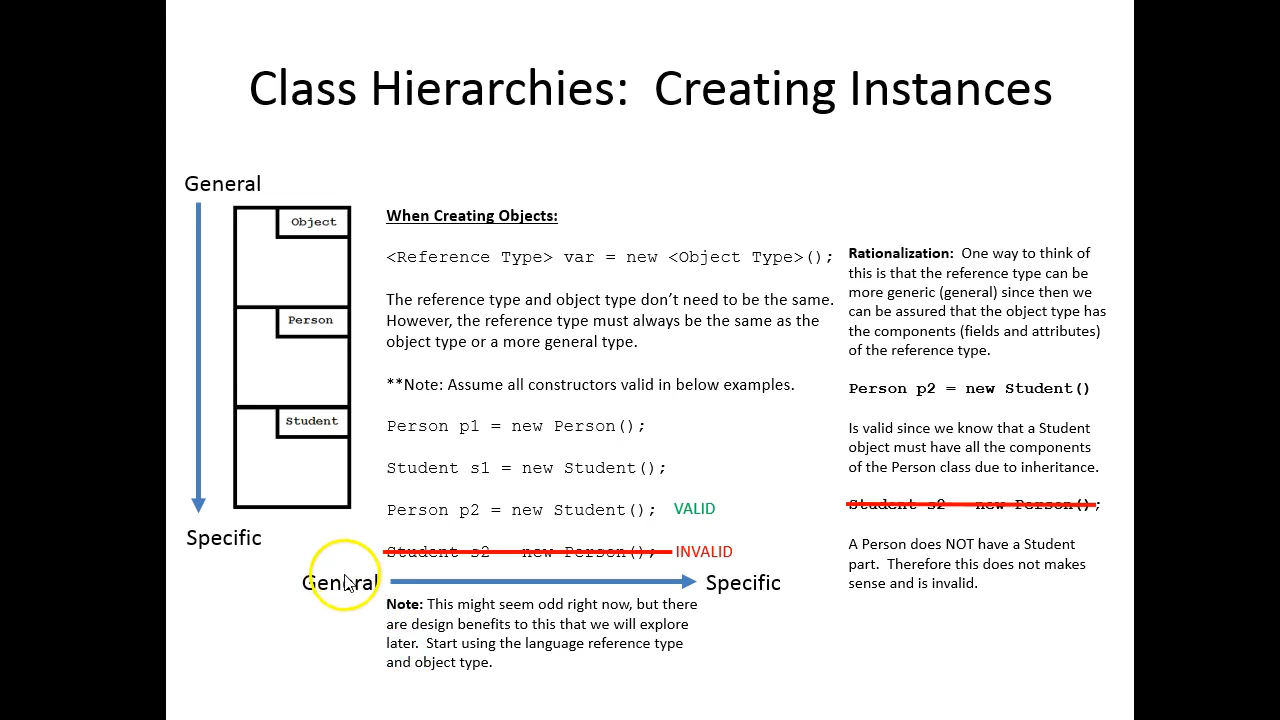 Class Hierarchies:  Creating Instances
General
Object
Person
Student
Specific
When Creating Objects:
<Reference Type> var = new <Object Type>();
The reference type and object type don't need to be the same.
However, the reference type must always be the same as the
object type or a more general type.
**Note: Assume all constructors valid in below examples.
Person p1 = new Person();
Student s1 = new Student();
Person p2 = new Student(); VALID
Student s2 = new Person(); INVALID
General Specific
Note: This might seem odd right now, but there
are design benefits to this that we will explore
later.  Start using the language reference type
and object type.
Rationalization:  One way to think of
this is that the reference type can be
more generic (general) since then we
can be assured that the object type has
the components (fields and attributes)
of the reference type.
Person p2 = new Student()
Is valid since we know that a Student
object must have all the components
of the Person class due to inheritance.
Student s2 = new Person();
A Person does NOT have a Student
part.  Therefore this does not makes
sense and is invalid.